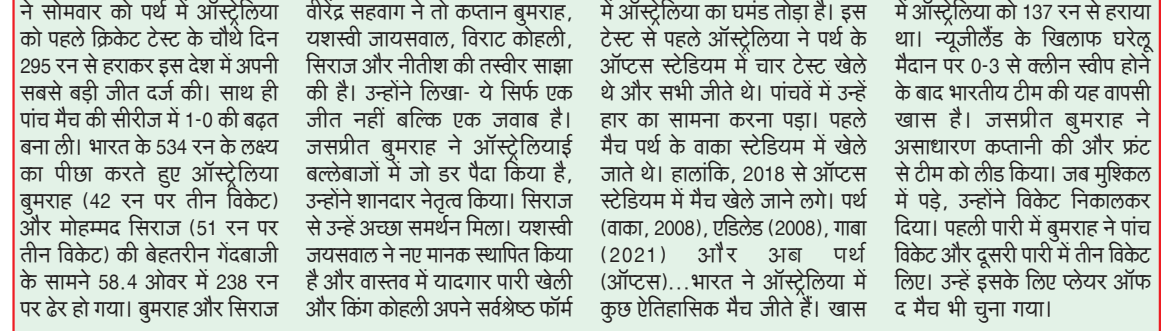 ने सोमवार को पर्थ में ऑस्ट्रेलिया
को पहले क्रिकेट टेस्ट के चौथे दिन
295 रन से हराकर इस देश में अपनी
सबसे बड़ी जीत दर्ज की। साथ ही
पांच मैच की सीरीज में 1-0 की बढ़त
बना ली। भारत के 534 रन के लक्ष्य
का पीछा करते हुए ऑस्ट्रेलिया
बुमराह (42 रन पर तीन विकेट)
और मोहम्मद सिराज (51 रन पर
तीन विकेट) की बेहतरीन गेंदबाजी
के सामने 58.4 ओवर में 238 रन
पर ढेर हो गया। बुमराह और सिराज
वीरेंद्र सहवाग ने तो कप्तान बुमराह,
यशस्वी जायसवाल, विराट कोहली,
सिराज और नीतीश की तस्वीर साझा
की है। उन्होंने लिखा- ये सिर्फ एक
जीत नहीं बल्कि एक जवाब है।
जसप्रीत बुमराह ने ऑस्ट्रेलियाई
बल्लेबाजों में जो डर पैदा किया है,
उन्होंने शानदार नेतृत्व किया। सिराज
से उन्हें अच्छा समर्थन मिला। यशस्वी
जयसवाल ने नए मानक स्थापित किया
है और वास्तव में यादगार पारी खेली
और किंग कोहली अपने सर्वश्रेष्ठ फॉर्म
में ऑस्ट्रेलिया का घमंड तोड़ा है। इस
टेस्ट से पहले ऑस्ट्रेलिया ने पर्थ के
ऑप्टस स्टेडियम में चार टेस्ट खेले
थे और सभी जीते थे। पांचवें में उन्हें
हार का सामना करना पड़ा। पहले
मैच पर्थ के वाका स्टेडियम में खेले
जाते थे। हालांकि, 2018 से ऑप्टस
स्टेडियम में मैच खेले जाने लगे। पर्थ
(वाका, 2008), एडिलेड (2008), गाबा
(2021) और अब पर्थ
(ऑप्टस)...भारत ने ऑस्ट्रेलिया में
कुछ ऐतिहासिक मैच जीते हैं। खास
में ऑस्ट्रेलिया को 137 रन से हराया
था। न्यूजीलैंड के खिलाफ घरेलू
मैदान पर 0-3 से क्लीन स्वीप होने
के बाद भारतीय टीम की यह वापसी
खास है। जसप्रीत बुमराह ने
असाधारण कप्तानी की और फ्रंट
से टीम को लीड किया। जब मुश्किल
में पड़े, उन्होंने विकेट निकालकर
दिया। पहली पारी में बुमराह ने पांच
विकेट और दूसरी पारी में तीन विकेट
लिए। उन्हें इसके लिए प्लेयर ऑफ
द मैच भी चुना गया।